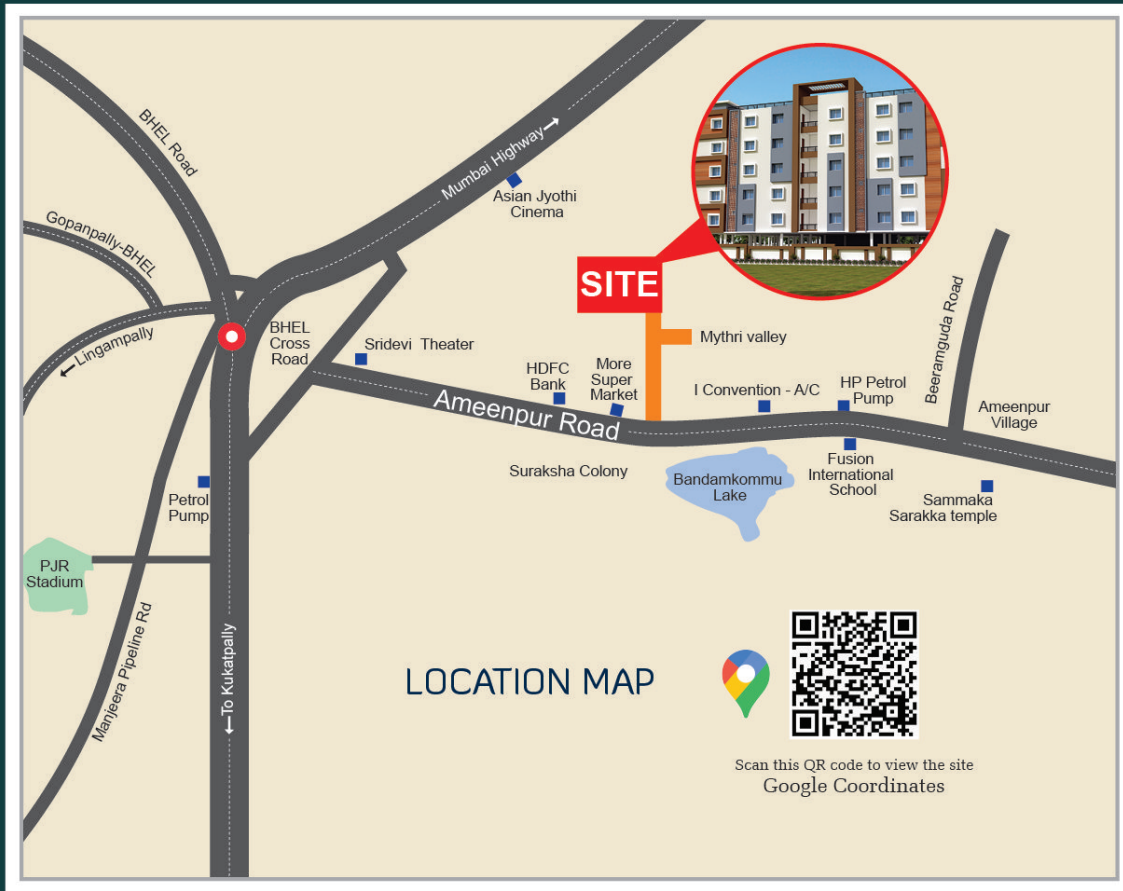 BHEL Road
Mumbai Highway→
Asian Jyothi
Cinema
Gopanpally-BHEL
←Lingampally
BHEL
Cross
Road
SITE
Mythri valley
Sridevi Theater
HDFC
Bank
More
Super
Market
Ameenpur Road
I Convention - A/C
HP Petrol
Pump
Beeramguda Road
Ameenpur
Village
Suraksha Colony
Bandamkommu
Lake
Fusion
International
School
Sammaka
Sarakka temple
Petrol
Pump
PJR
Stadium
Manjeera Pipeline Rd
←To Kukatpally
LOCATION MAP
Scan this QR code to view the site
Google Coordinates